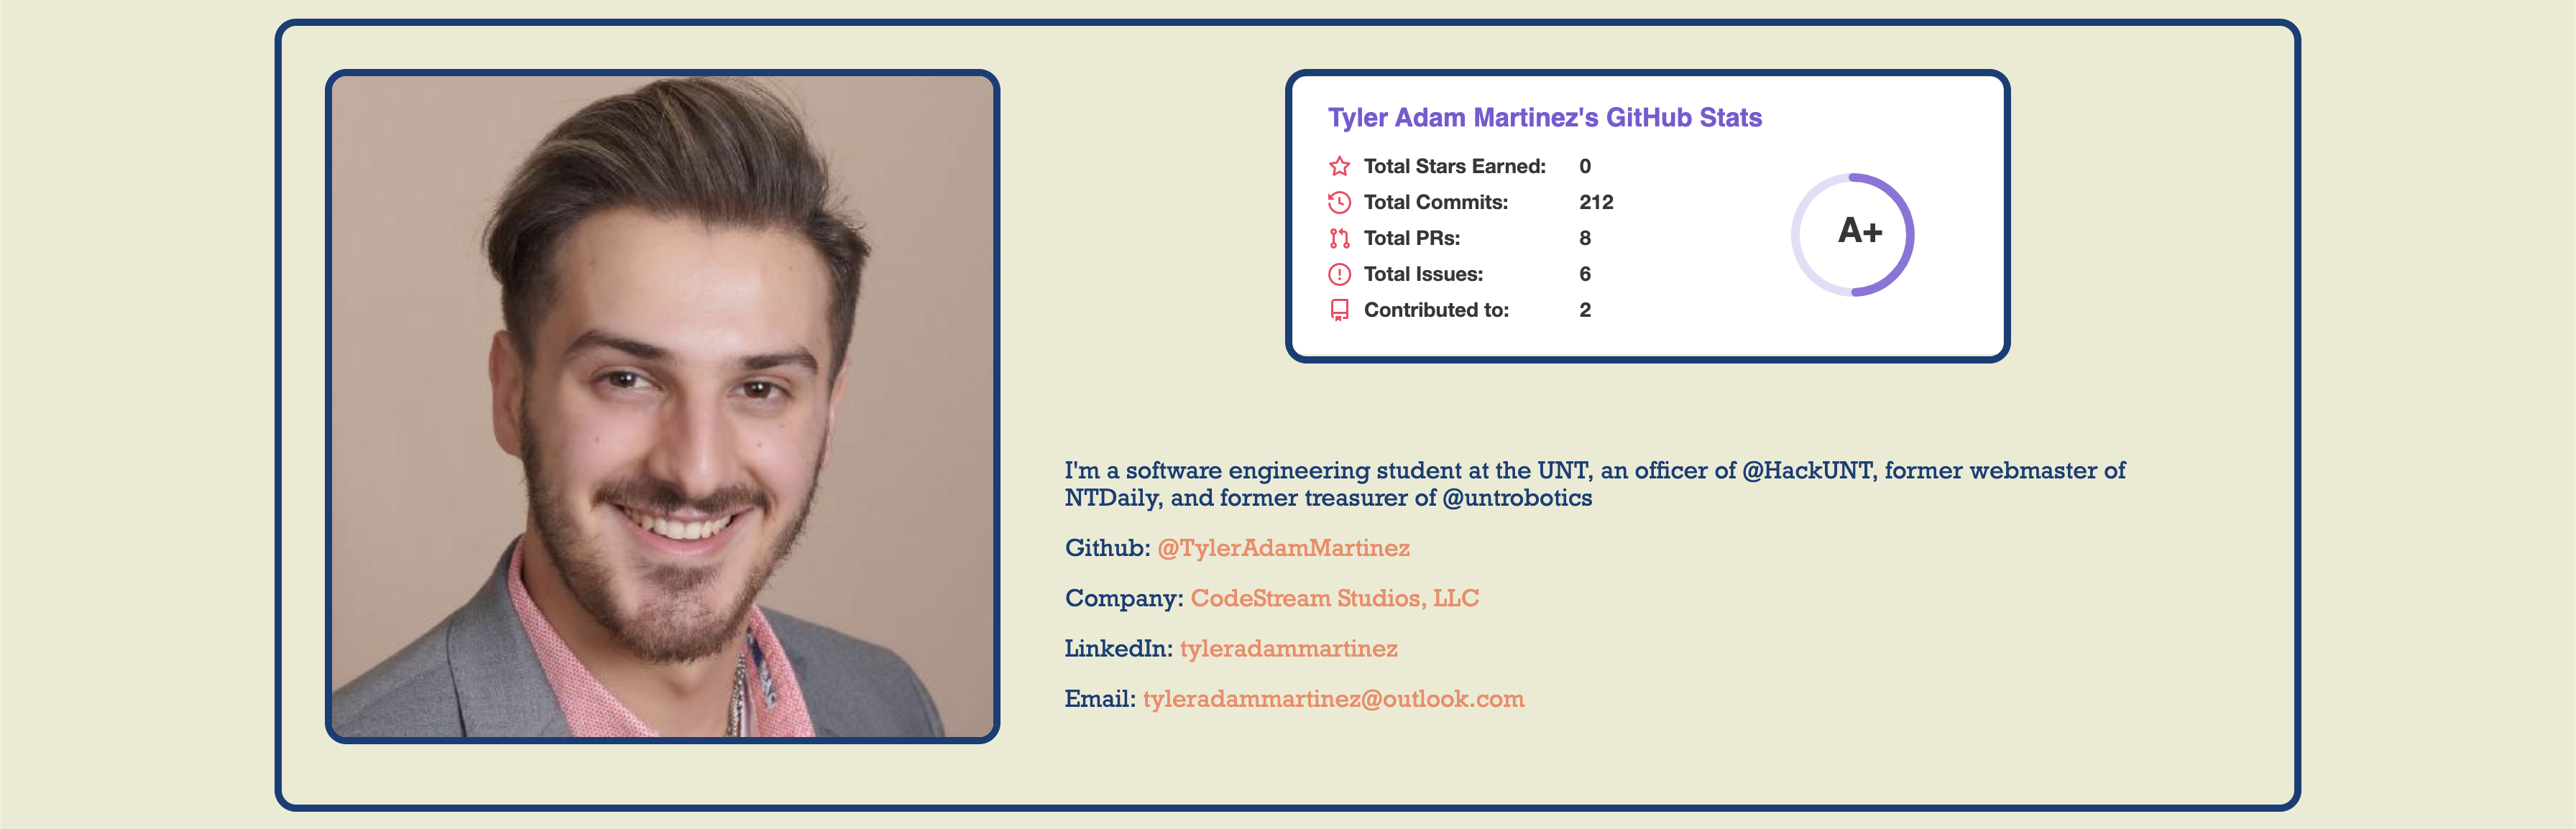 Tyler Adam Martinez's GitHub Stats
Total Stars Earned: 0
Total Commits: 212
Total PRs: 8
Total Issues: 6
Contributed to: 2
A+
I'm a software engineering student at the UNT, an officer of @HackUNT, former webmaster of
NTDaily, and former treasurer of @untrobotics
Github: @TylerAdamMartinez
Company: CodeStream Studios, LLC
LinkedIn: tyleradammartinez
Email: tyleradammartinez@outlook.com